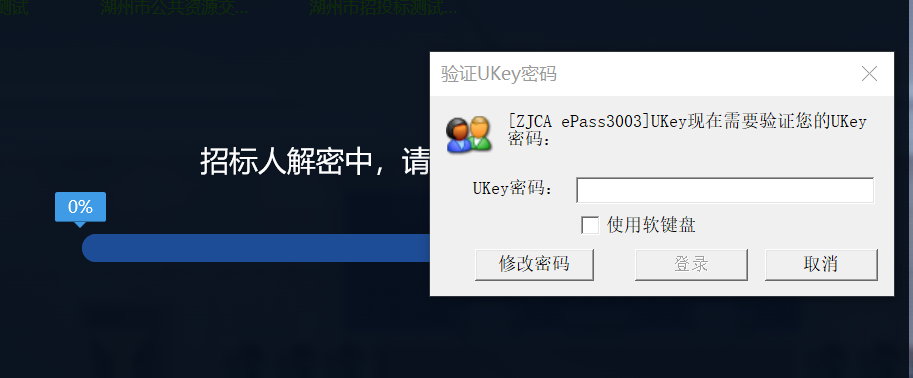 测试
湖州市公共资源交...
湖州市招投标测试...
验证UKey密码
[ZJCA ePass3003]UKey现在需要验证您的UKey
密码：
招标人解密中，请
UKey密码：
0%
使用软键盘
修改密码
登录
取消